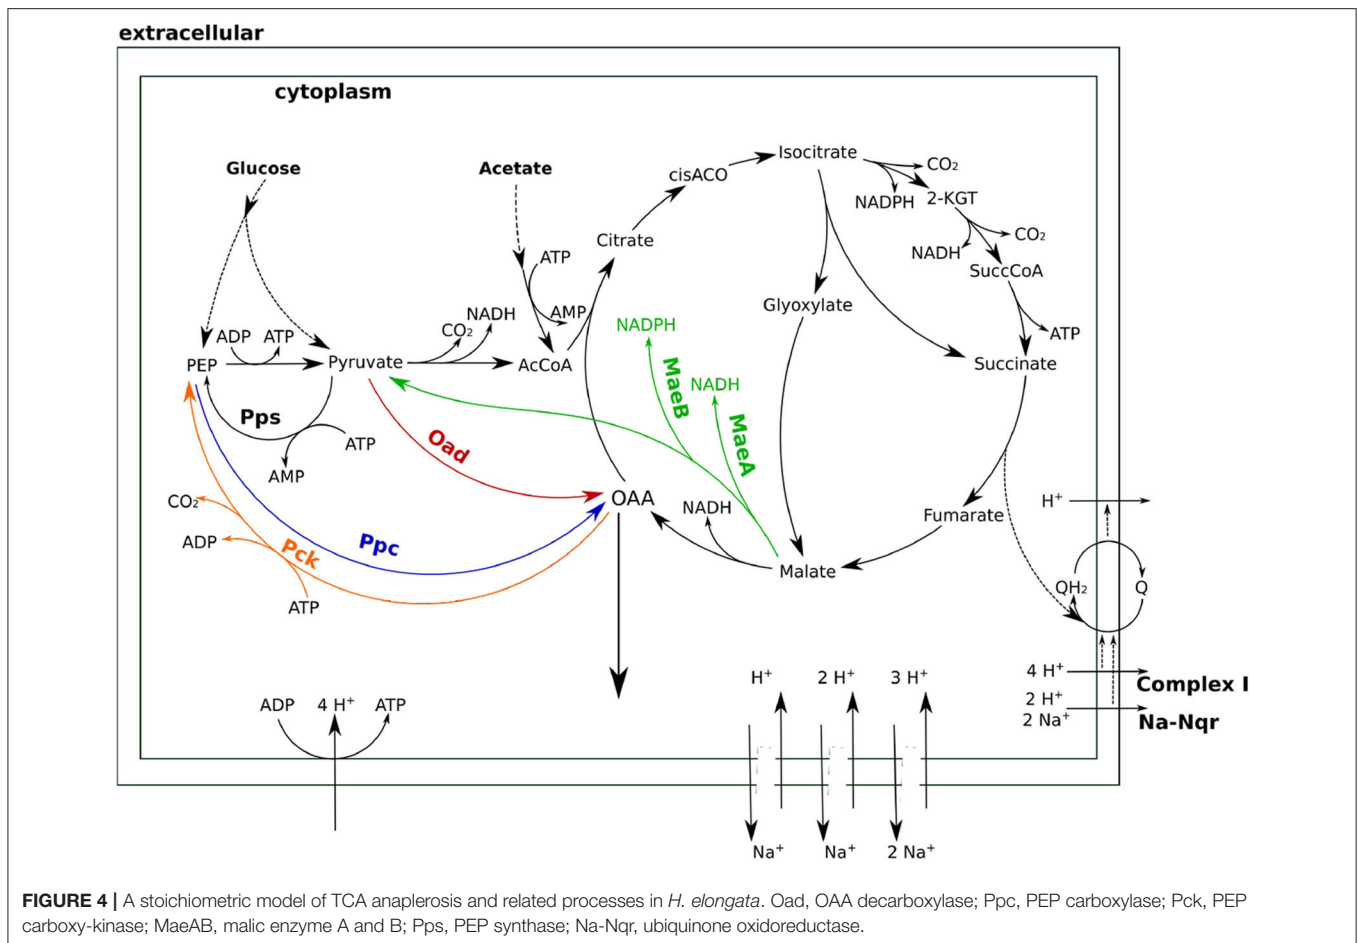 extracellular
cytoplasm
Glucose
Acetate
Isocitrate
cisACO
CO₂
NADPH
2-KGT
Citrate
CO₂
NADH
SuccCoA
ATP
Glyoxylate
AMP
NADH
CO₂
NADPH
ADP
ATP
ATP
PEP
Pyruvate
AcCoA
Succinate
MaeB
NADH
Pps
ATP
Oad
MaeA
AMP
CO₂
OAA
NADH
H⁺
Fumarate
ADP
Pck
Ppc
Malate
QH₂
Q
ATP
4 H⁺
Complex I
H⁺
2 H⁺
3 H⁺
2 H⁺
2 Na⁺
Na-Nqr
ADP
4 H⁺
ATP
Na⁺
Na⁺
2 Na⁺
FIGURE 4 | A stoichiometric model of TCA anaplerosis and related processes in H. elongata. Oad, OAA decarboxylase; Ppc, PEP carboxylase; Pck, PEP
carboxy-kinase; MaeAB, malic enzyme A and B; Pps, PEP synthase; Na-Nqr, ubiquinone oxidoreductase.